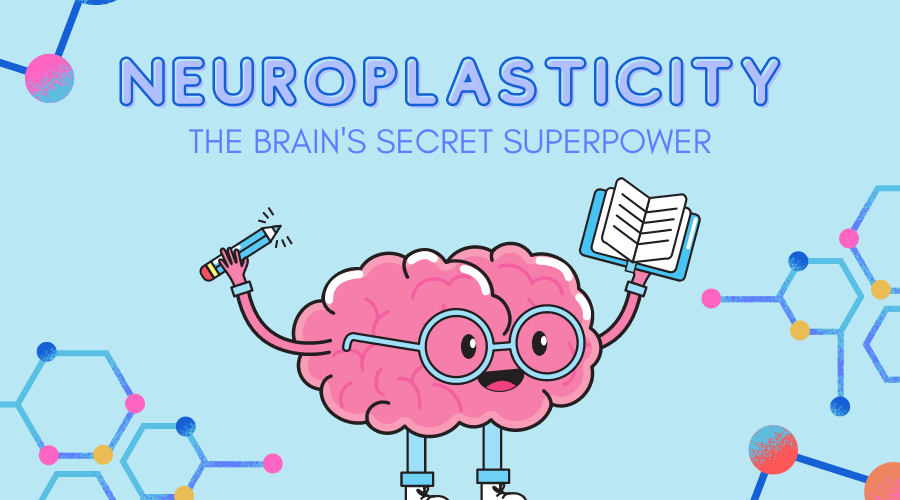 NEUROPLASTICITY
THE BRAIN'S SECRET SUPERPOWER